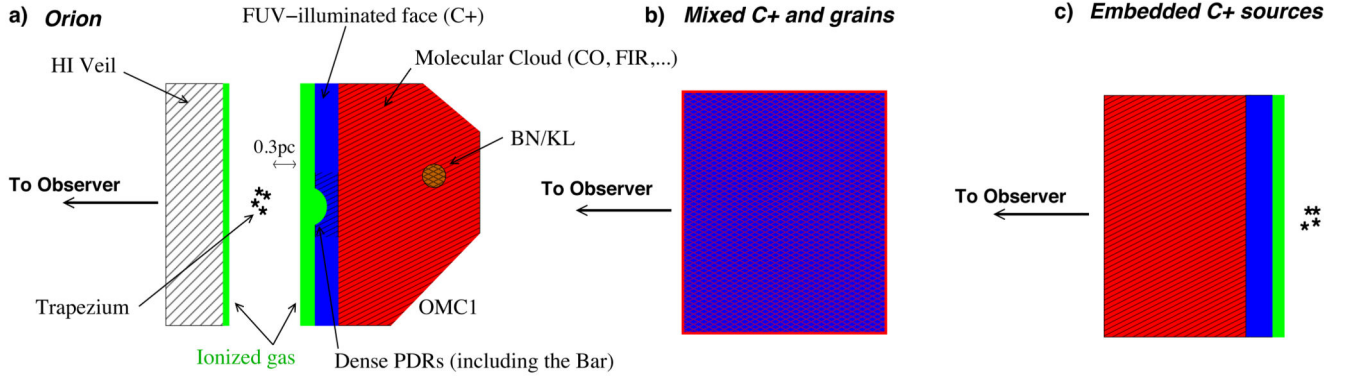 a) Orion
FUV−illuminated face (C+)
HI Veil
Molecular Cloud (CO, FIR,...)
0.3pc
BN/KL
To Observer
Trapezium
OMC1
Ionized gas
Dense PDRs (including the Bar)
b) Mixed C+ and grains
To Observer
c) Embedded C+ sources
To Observer